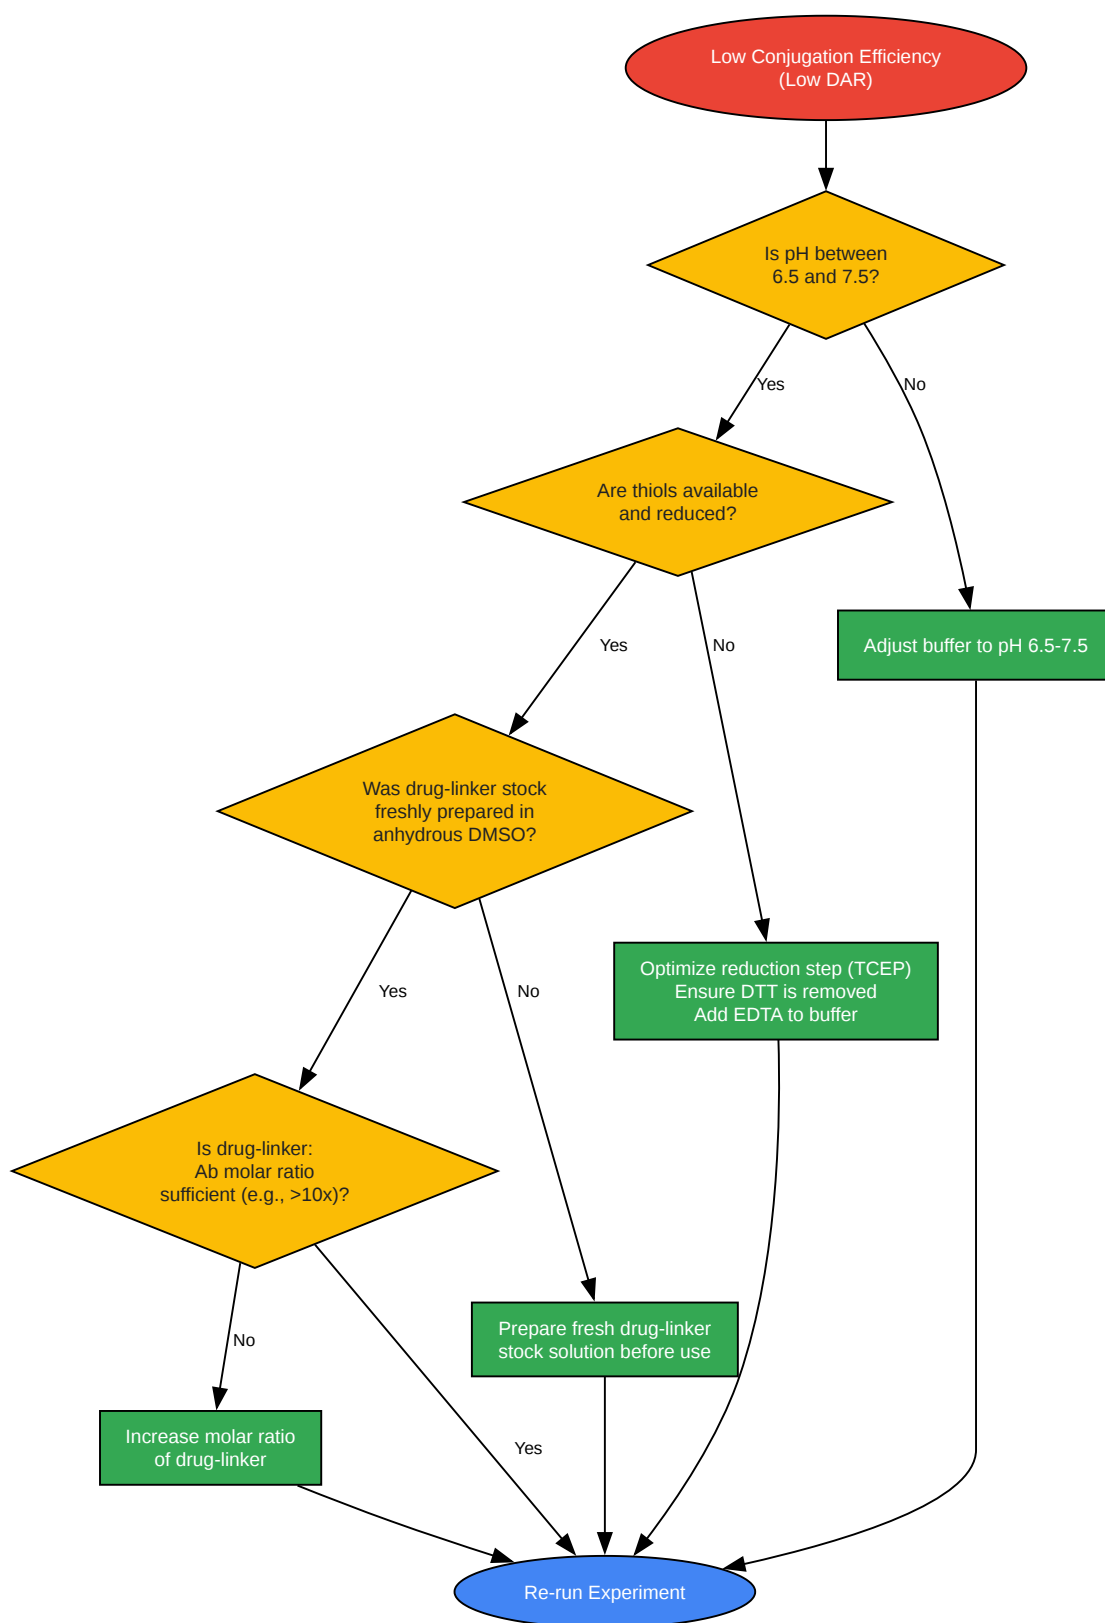 Low Conjugation Efficiency
(Low DAR)
Is pH between
6.5 and 7.5?
Yes
No
Are thiols available
and reduced?
Yes
No
Adjust buffer to pH 6.5-7.5
Was drug-linker stock
freshly prepared in
anhydrous DMSO?
Yes
No
Optimize reduction step (TCEP)
Ensure DTT is removed
Add EDTA to buffer
Is drug-linker:
Ab molar ratio
sufficient (e.g., >10x)?
No
Yes
Prepare fresh drug-linker
stock solution before use
Increase molar ratio
of drug-linker
Re-run Experiment